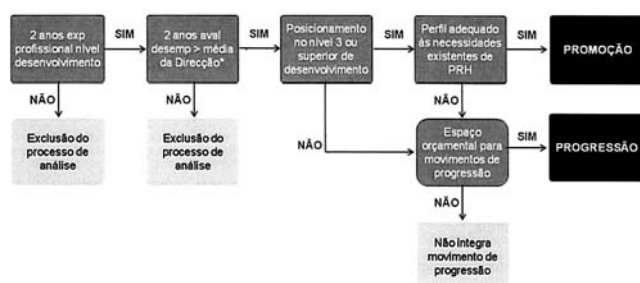 2 anos exp
profissional nível
desenvolvimento
SIM
2 anos aval
desemp > média
da Direcção*
SIM
Posicionamento
no nível 3 ou
superior de
desenvolvimento
SIM
Perfil adequado
às necessidades
existentes de
PRH
SIM
PROMOÇÃO
NÃO
NÃO
NÃO
NÃO
Exclusão do
processo de
análise
Exclusão do
processo de
análise
Espaço
orçamental para
movimentos de
progressão
SIM
PROGRESSÃO
NÃO
Não integra
movimento de
progressão